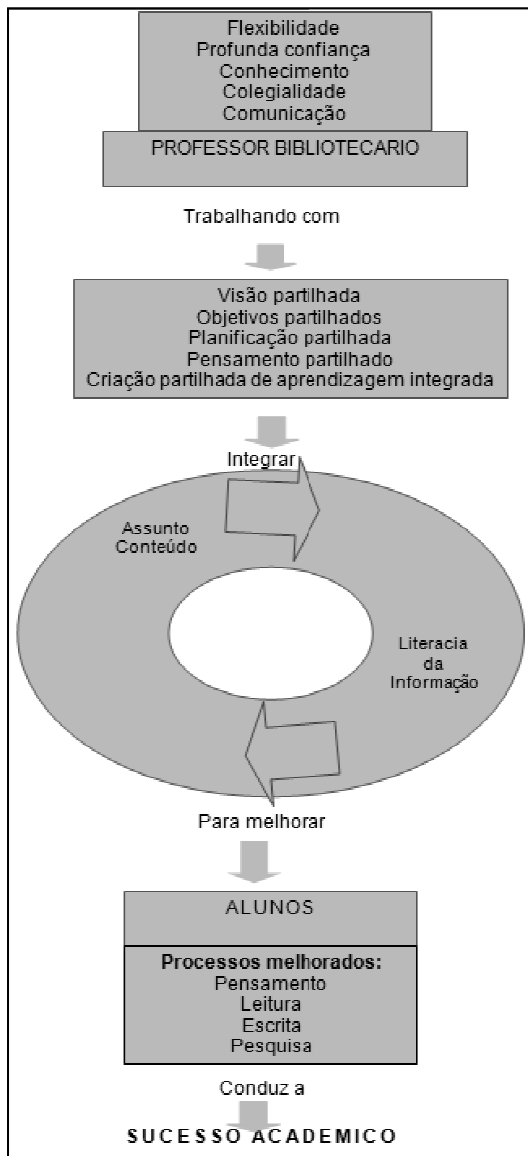 Flexibilidade
Profunda confiança
Conhecimento
Colegialidade
Comunicação
PROFESSOR BIBLIOTECARIO
Trabalhando com
Visão partilhada
Objetivos partilhados
Planificação partilhada
Pensamento partilhado
Criação partilhada de aprendizagem integrada
Integrar
Assunto
Conteúdo
Literacia
da
Informação
Para melhorar
ALUNOS
Processos melhorados:
Pensamento
Leitura
Escrita
Pesquisa
Conduz a
SUCESSO ACADEMICO